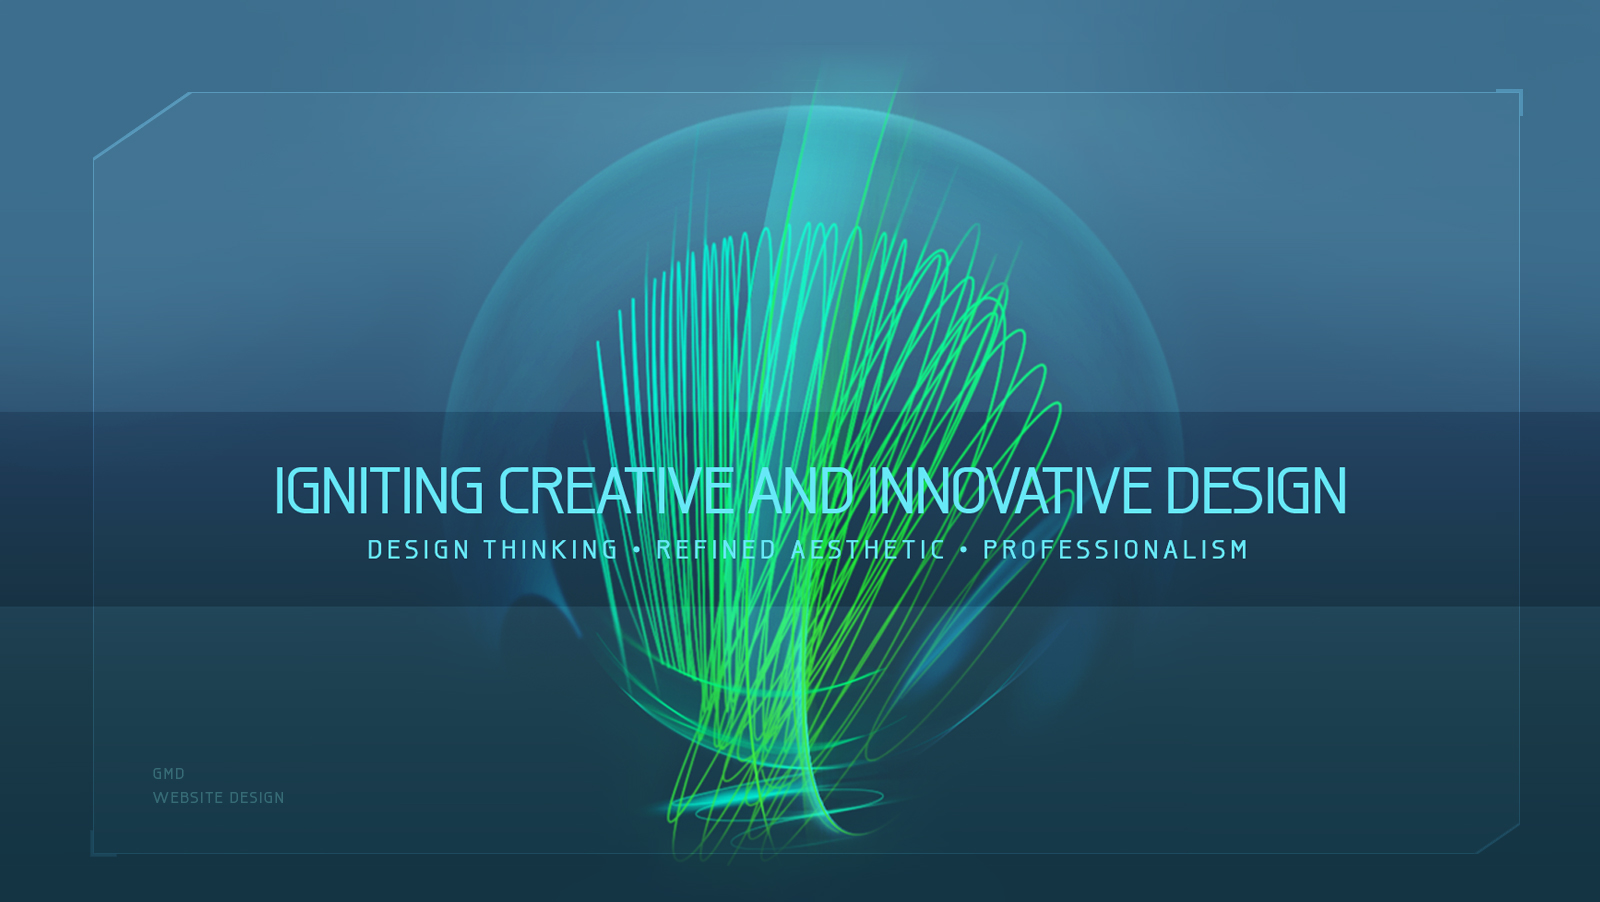 IGNITING CREATIVE AND INNOVATIVE DESIGN
DESIGN THINKING • REFINED AESTHETIC • PROFESSIONALISM
GMD
WEBSITE DESIGN